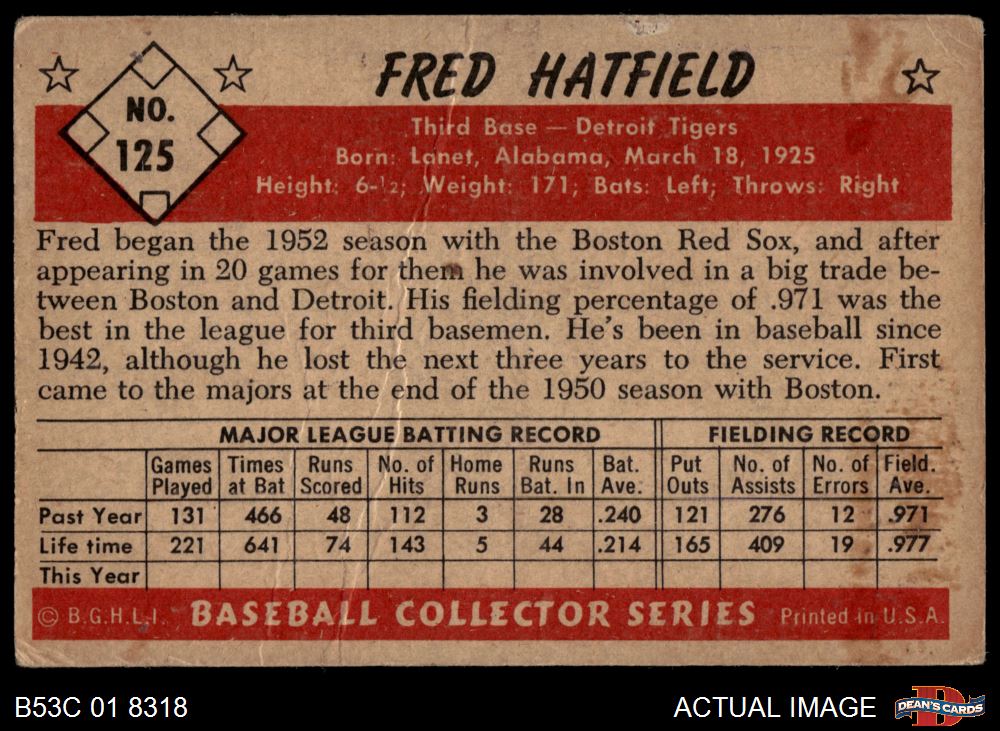 NO. 125
FRED HATFIELD
Third Base — Detroit Tigers
Born: Lanet, Alabama, March 18, 1925
Height: 6-½; Weight: 171; Bats: Left; Throws: Right
Fred began the 1952 season with the Boston Red Sox, and after
appearing in 20 games for them he was involved in a big trade be-
tween Boston and Detroit. His fielding percentage of .971 was the
best in the league for third basemen. He's been in baseball since
1942, although he lost the next three years to the service. First
came to the majors at the end of the 1950 season with Boston.
MAJOR LEAGUE BATTING RECORD FIELDING RECORD
Games Times Runs No. of Home Runs Bat. Put No. of No. of Field.
Played at Bat Scored Hits Runs Bat. In Ave. Outs Assists Errors Ave.
Past Year 131 466 48 112 3 28 .240 121 276 12 .971
Life time 221 641 74 143 5 44 .214 165 409 19 .977
This Year
© B.G.H.L.I. BASEBALL COLLECTOR SERIES Printed in U.S.A.
B53C 01 8318 ACTUAL IMAGE DEAN'S CARDS